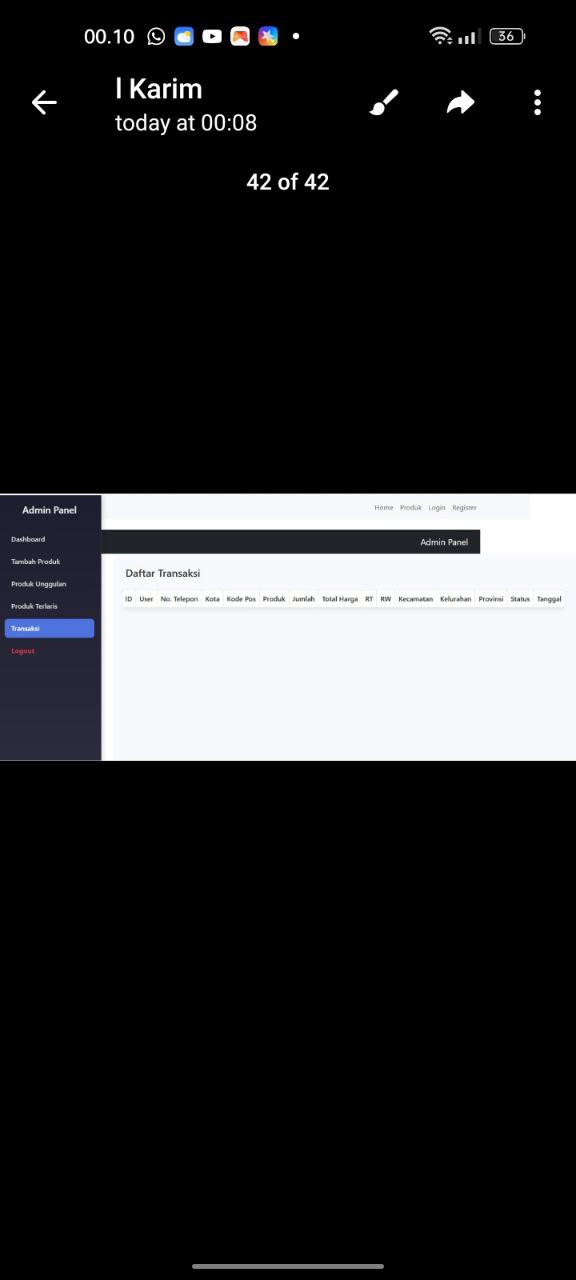 00.10
36
l Karim
today at 00:08
42 of 42
Admin Panel
Home Produk Login Register
Dashboard
Admin Panel
Tambah Produk
Daftar Transaksi
Produk Unggulan
ID User No. Telepon Kota Kode Pos Produk Jumlah Total Harga RT RW Kecamatan Kelurahan Provinsi Status Tanggal
Produk Terlaris
Transaksi
Logout